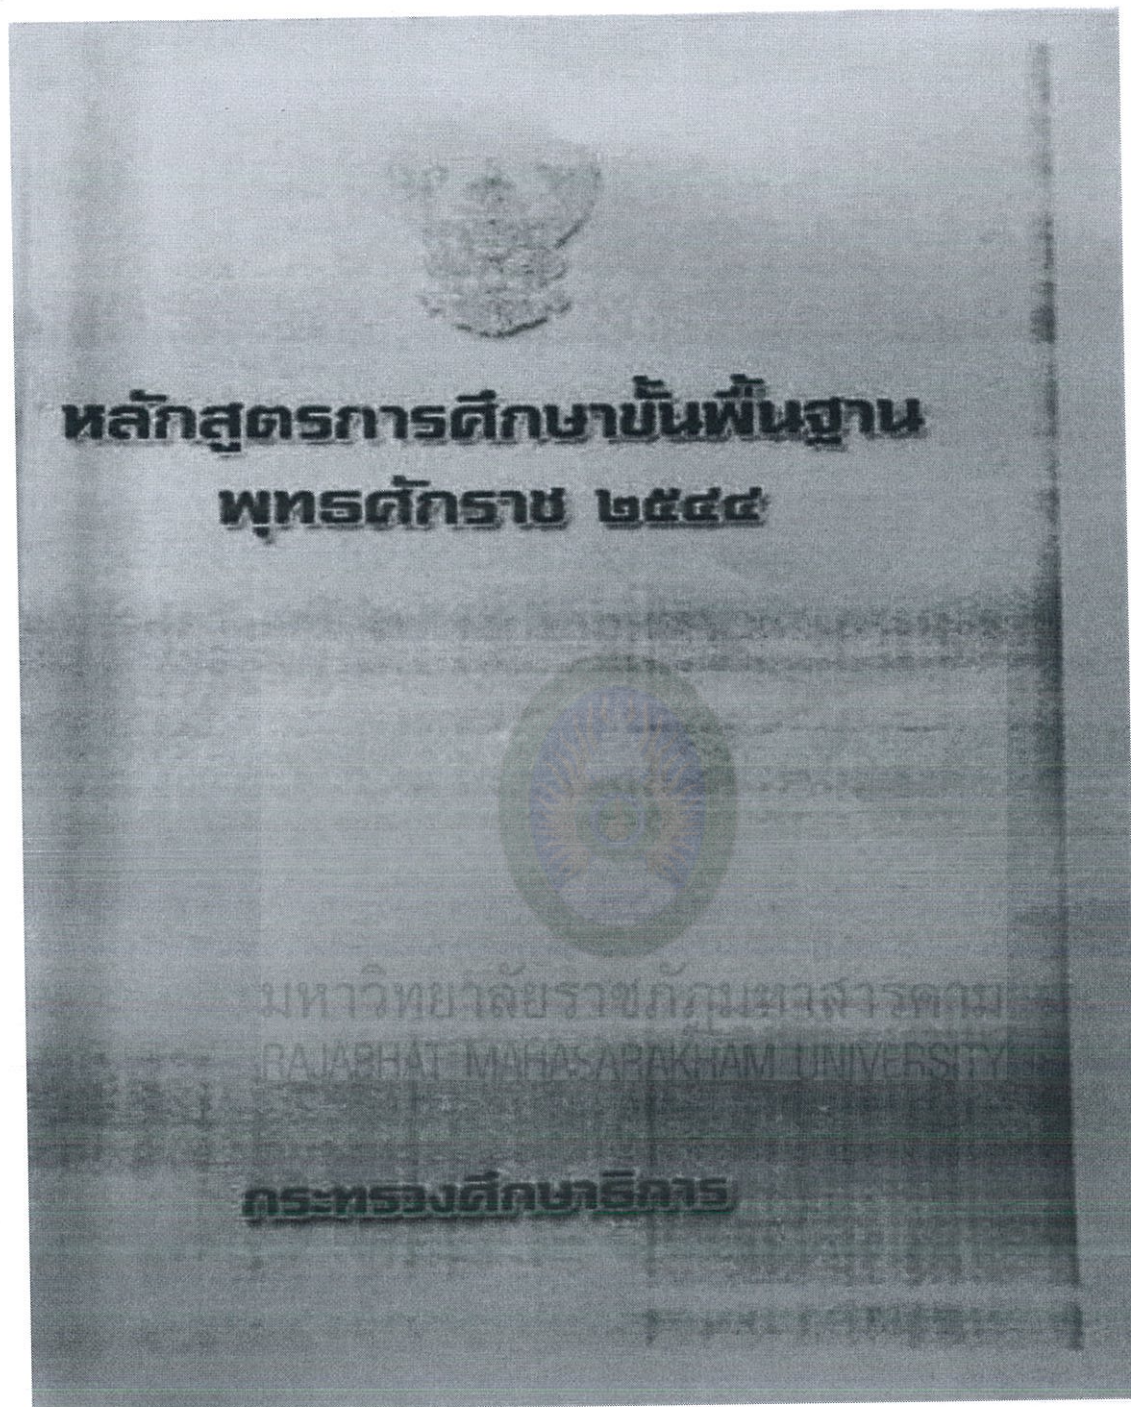 หลักสูตรการศึกษาขั้นพื้นฐาน
พุทธศักราช ๒๕๔๔
มหาวิทยาลัยราชภัฏมหาสารคาม
RAJABHAT MAHASARAKHAM UNIVERSITY
กระทรวงศึกษาธิการ